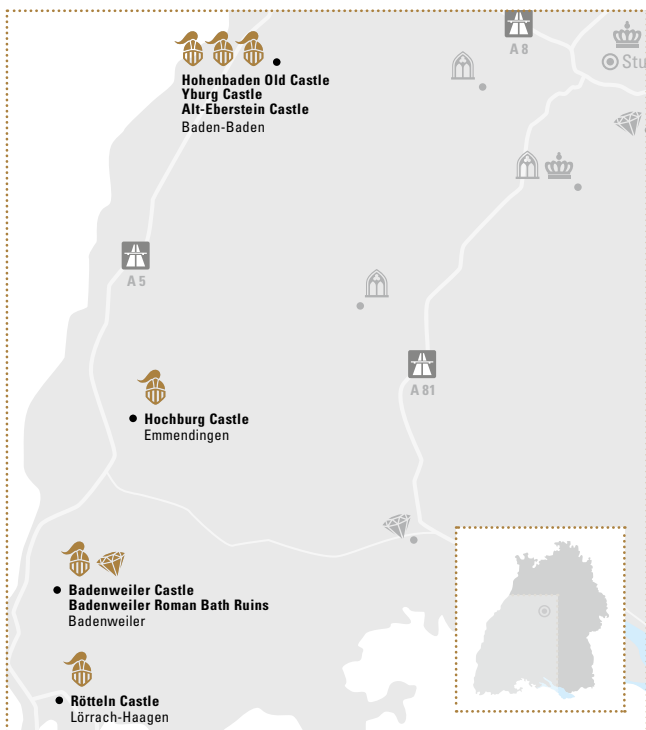 A 8
Stu
Hohenbaden Old Castle
Yburg Castle
Alt-Eberstein Castle
Baden-Baden
A 5
A 81
Hochburg Castle
Emmendingen
Badenweiler Castle
Badenweiler Roman Bath Ruins
Badenweiler
Rötteln Castle
Lörrach-Haagen